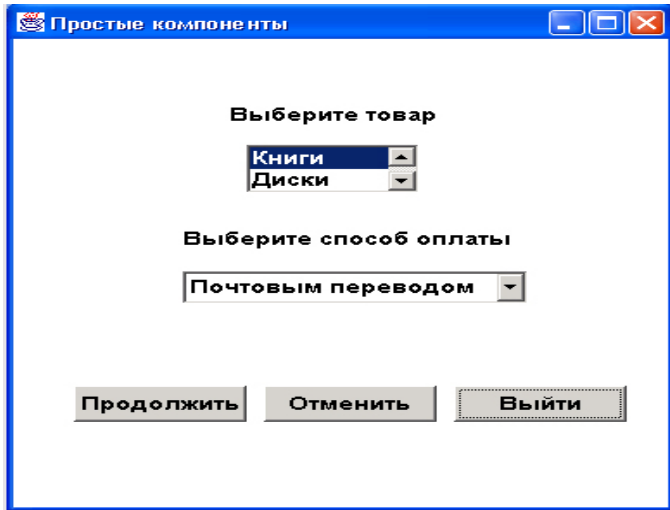 Простые компоненты
Выберите товар
Книги
Диски
Выберите способ оплаты
Почтовым переводом
Продолжить Отменить Выйти